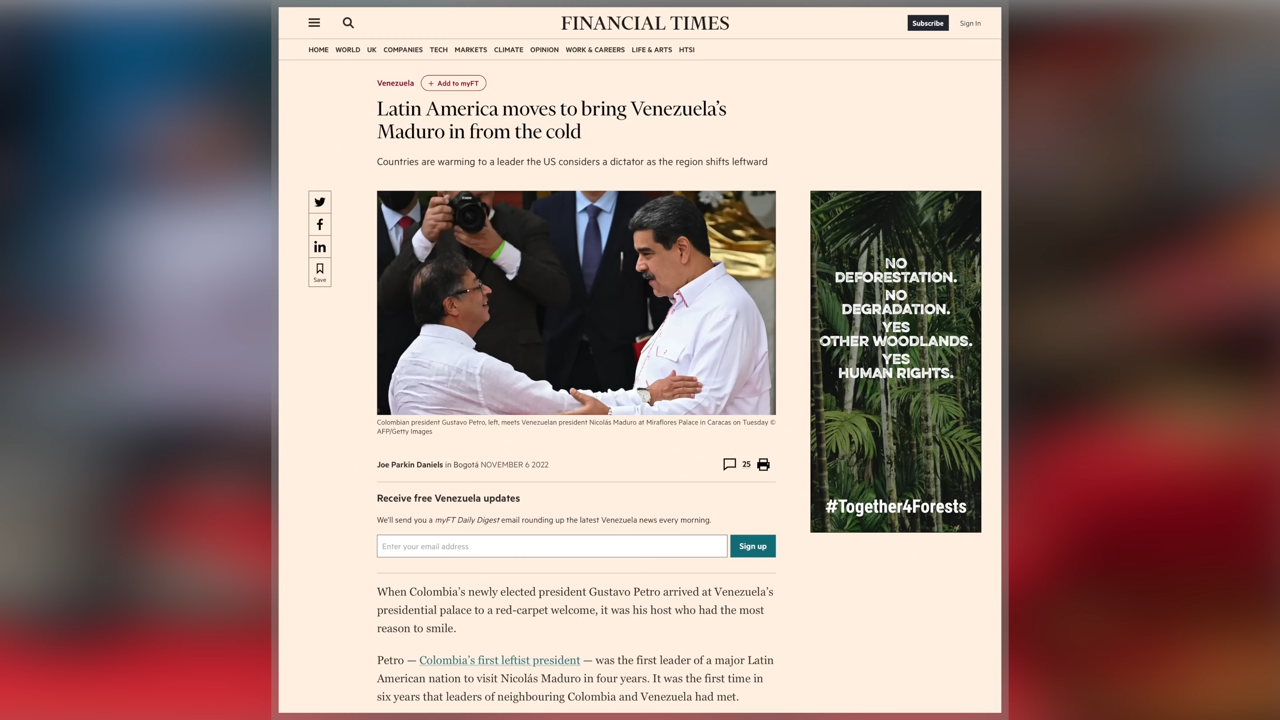 FINANCIAL TIMES
Subscribe
Sign In
HOME WORLD UK COMPANIES TECH MARKETS CLIMATE OPINION WORK & CAREERS LIFE & ARTS HTSI
Venezuela
+ Add to myFT
Latin America moves to bring Venezuela's
Maduro in from the cold
Countries are warming to a leader the US considers a dictator as the region shifts leftward
Save
NO
DEFORESTATION.
NO
DEGRADATION.
YES
OTHER WOODLANDS.
YES
HUMAN RIGHTS.
#Together4Forests
Colombian president Gustavo Petro, left, meets Venezuelan president Nicolás Maduro at Miraflores Palace in Caracas on Tuesday ©
AFP/Getty Images
Joe Parkin Daniels in Bogotá NOVEMBER 6 2022
25
Receive free Venezuela updates
We'll send you a myFT Daily Digest email rounding up the latest Venezuela news every morning.
Enter your email address
Sign up
When Colombia's newly elected president Gustavo Petro arrived at Venezuela's
presidential palace to a red-carpet welcome, it was his host who had the most
reason to smile.
Petro — Colombia's first leftist president — was the first leader of a major Latin
American nation to visit Nicolás Maduro in four years. It was the first time in
six years that leaders of neighbouring Colombia and Venezuela had met.